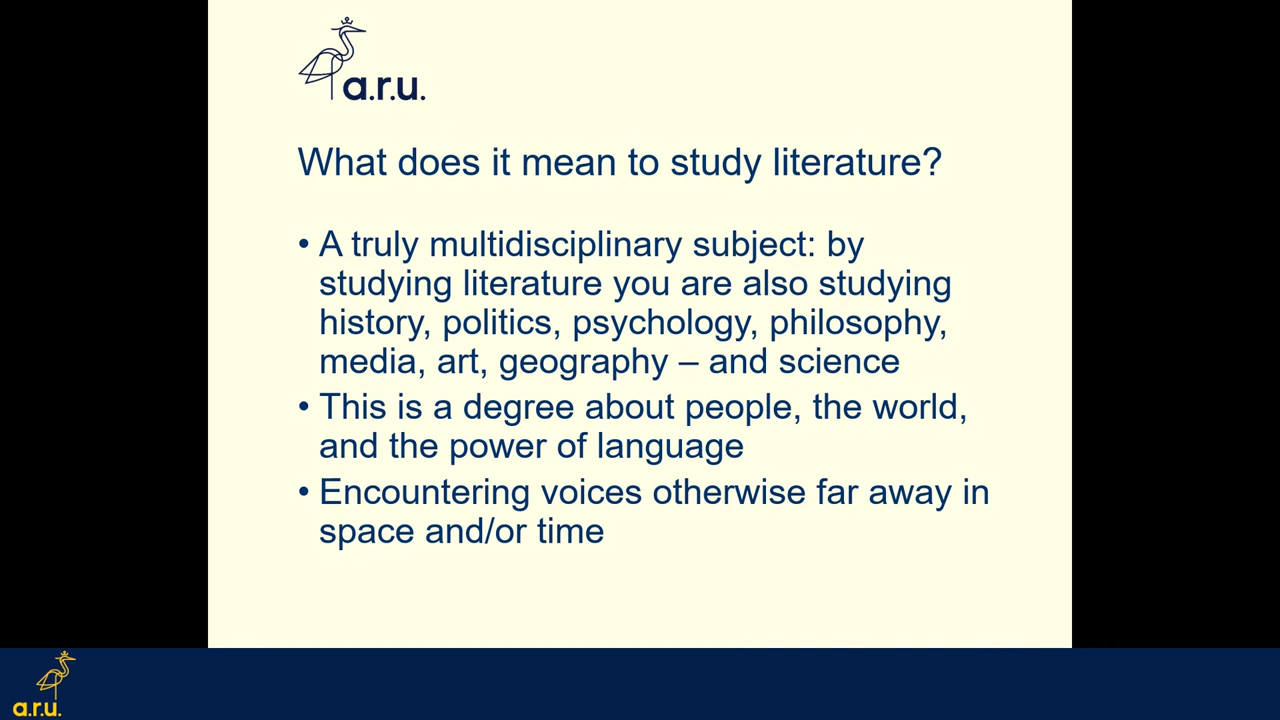 a.r.u.
What does it mean to study literature?
• A truly multidisciplinary subject: by
studying literature you are also studying
history, politics, psychology, philosophy,
media, art, geography – and science
• This is a degree about people, the world,
and the power of language
• Encountering voices otherwise far away in
space and/or time
a.r.u.